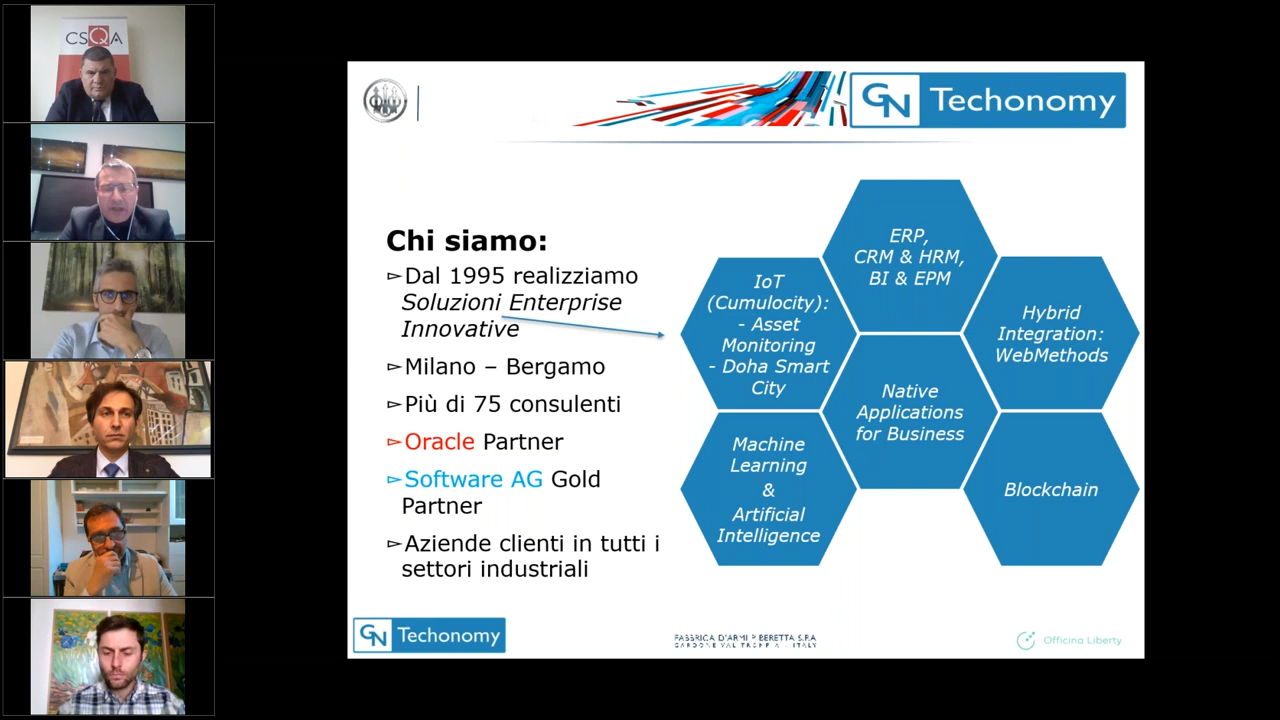 CSQA
GN Techonomy
Chi siamo:
►Dal 1995 realizziamo
Soluzioni Enterprise
Innovative
►Milano – Bergamo
►Più di 75 consulenti
►Oracle Partner
►Software AG Gold
Partner
►Aziende clienti in tutti i
settori industriali
ERP,
CRM & HRM,
BI & EPM
IoT
(Cumulocity):
- Asset
Monitoring
- Doha Smart
City
Hybrid
Integration:
WebMethods
Native
Applications
for Business
Machine
Learning
&
Artificial
Intelligence
Blockchain
GN Techonomy
FABBRICA D'ARMI P. BERETTA S.P.A
GARDONE VAL TROMPIA - ITALY
Officina Liberty